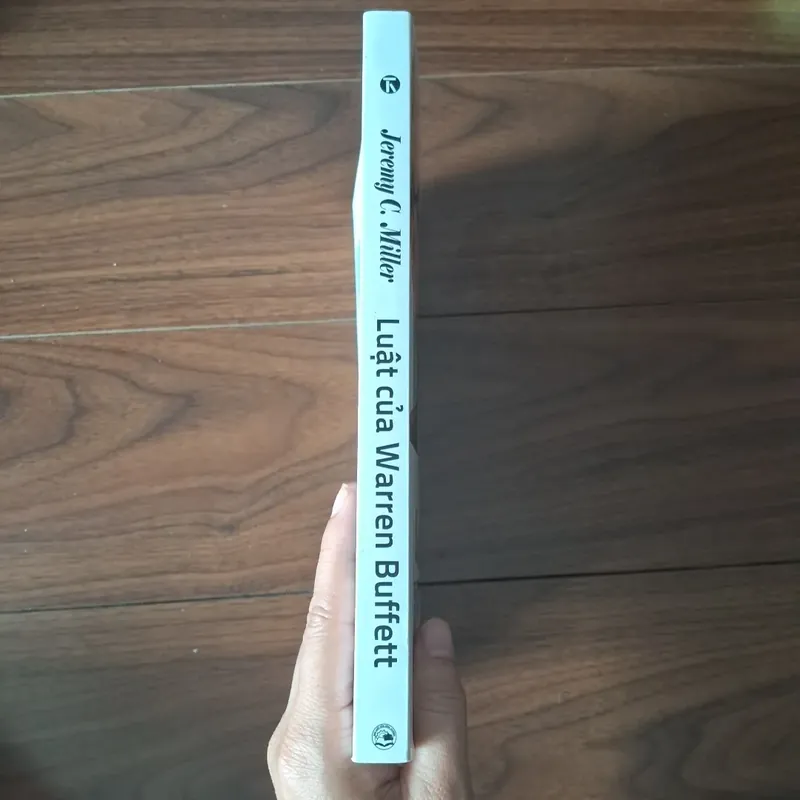 Jeremy C. Miller
Luật của Warren Buffett